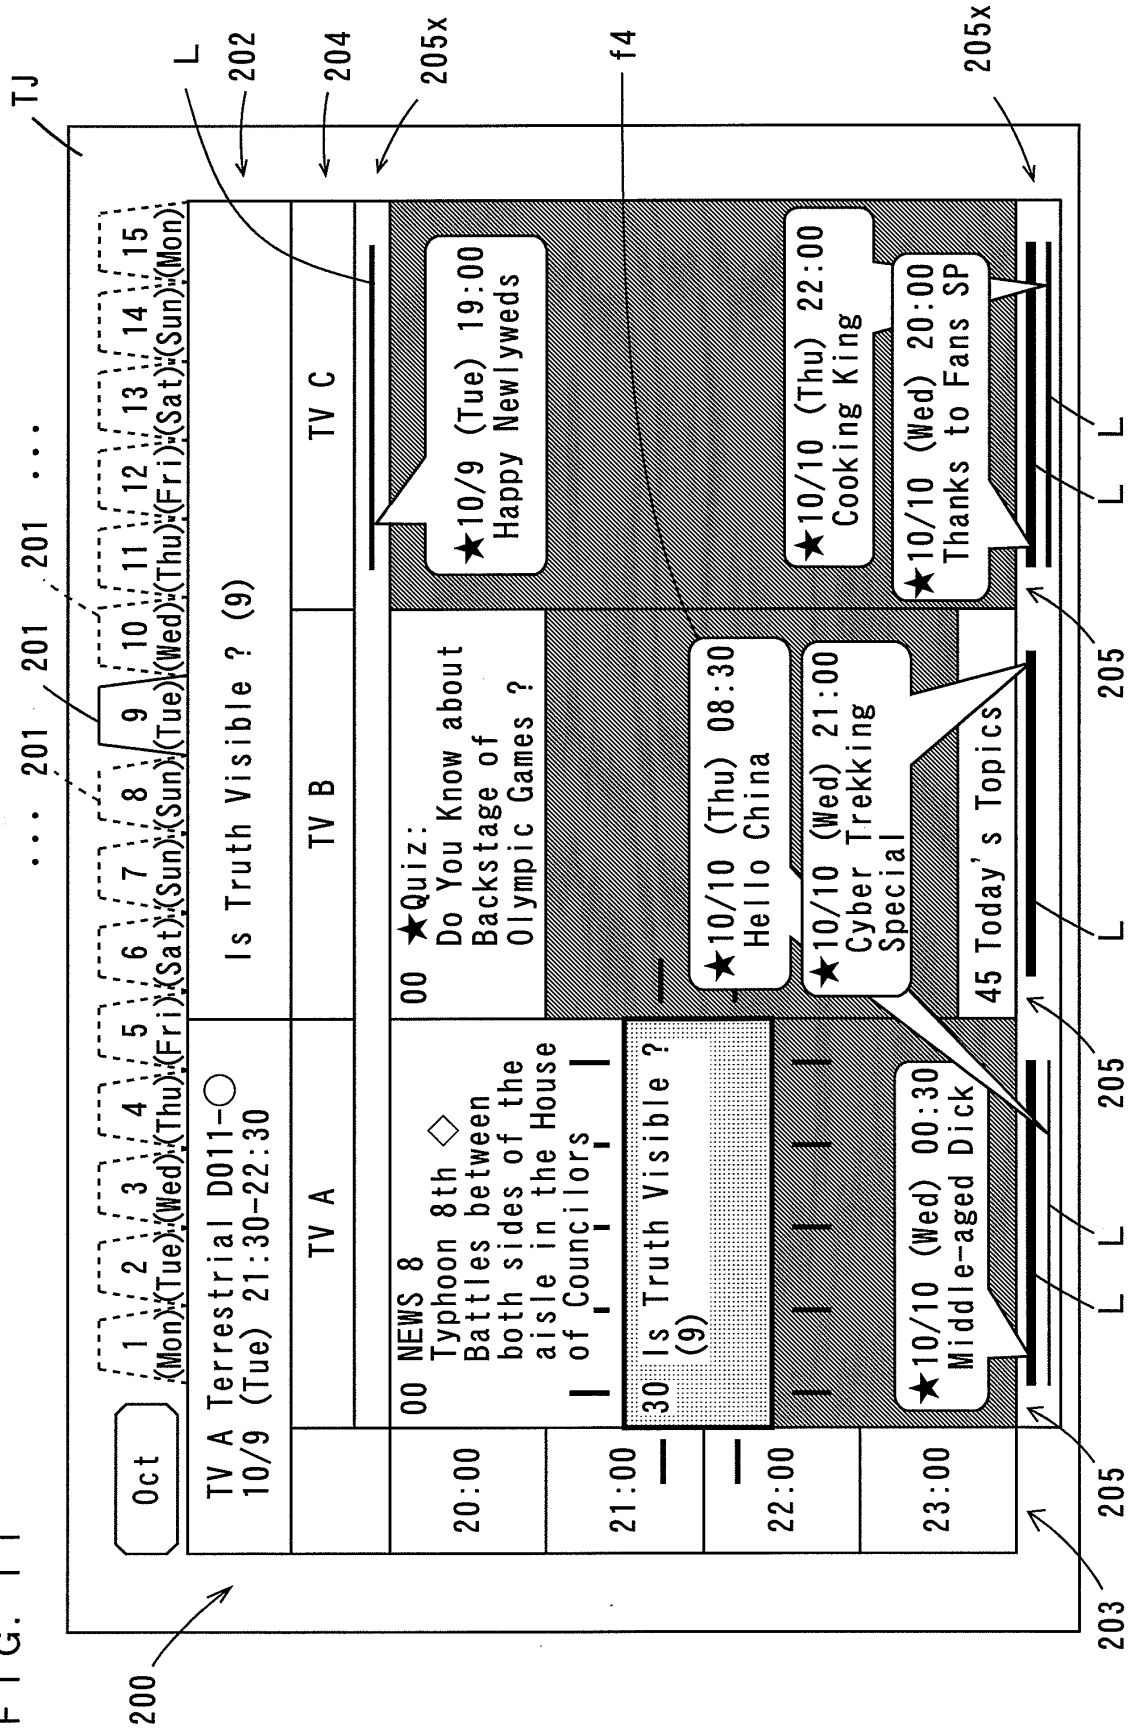 FIG. 11
TJ
... 201 201 201 ...
Oct
1 2 3 4 5 6 7 8 9 10 11 12 13 14 15
(Mon) (Tue) (Wed) (Thu) (Fri) (Sat) (Sun) (Sun) (Tue) (Wed) (Thu) (Fri) (Sat) (Sun) (Mon)
L
202
204
205x
f4
205x
200
TV A Terrestrial D011-○
10/9 (Tue) 21:30-22:30
Is Truth Visible ? (9)
TV A
TV B
TV C
20:00
21:00
22:00
23:00
00 NEWS 8
Typhoon 8th ◇
Battles between
both sides of the
aisle in the House
of Councilors
30 Is Truth Visible ?
(9)
★10/10 (Wed) 00:30
Middle-aged Dick
00 ★Quiz:
Do You Know about
Backstage of
Olympic Games ?
★10/10 (Thu) 08:30
Hello China
★10/10 (Wed) 21:00
Cyber Trekking
Special
45 Today's Topics
★10/9 (Tue) 19:00
Happy Newlyweds
★10/10 (Thu) 22:00
Cooking King
★10/10 (Wed) 20:00
Thanks to Fans SP
203
205
L
L
205
L
205
L
L